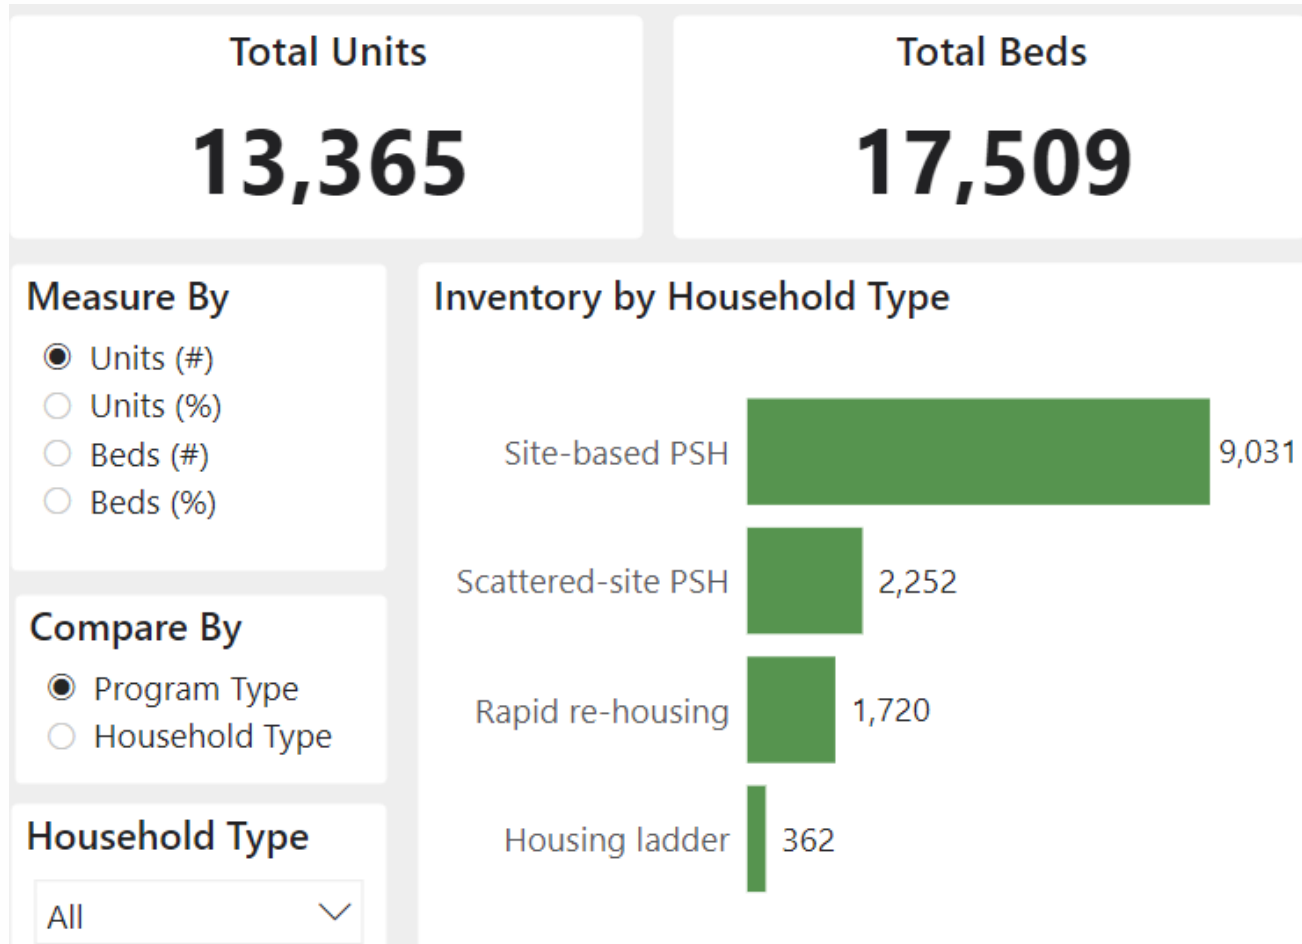 Total Units
13,365
Total Beds
17,509
Measure By
Units (#)
Units (%)
Beds (#)
Beds (%)
Compare By
Program Type
Household Type
Household Type
All
Inventory by Household Type
Site-based PSH 9,031
Scattered-site PSH 2,252
Rapid re-housing 1,720
Housing ladder 362